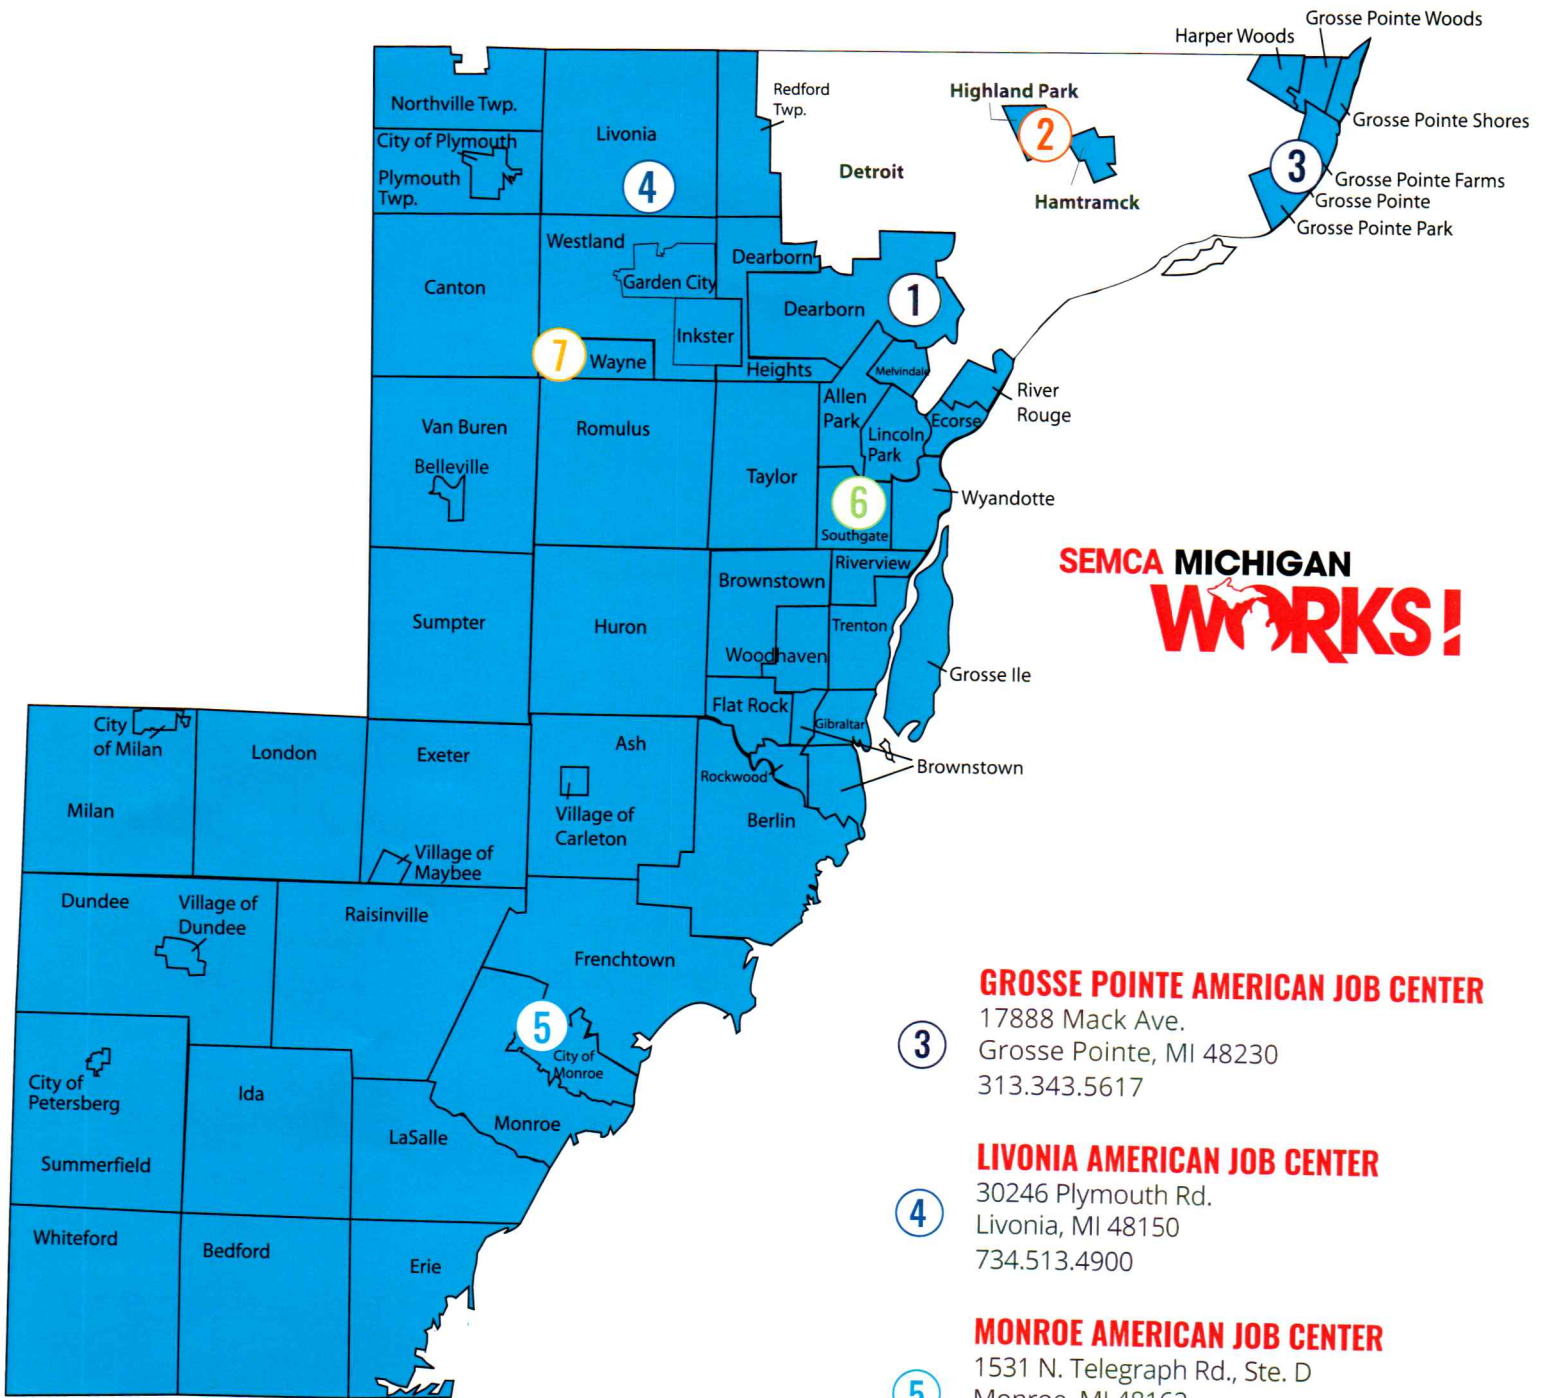 Grosse Pointe Woods
Harper Woods
Redford
Twp.
Highland Park
2
Northville Twp.
Livonia
Grosse Pointe Shores
City of Plymouth
Plymouth
Twp.
4
Detroit
3
Grosse Pointe Farms
Grosse Pointe
Hamtramck
Grosse Pointe Park
Westland
Dearborn
Garden City
Canton
1
Dearborn
Inkster
7
Wayne
Heights
Melvindale
Allen
Park
River
Rouge
Van Buren
Romulus
Lincoln
Park
Ecorse
Belleville
Taylor
6
Wyandotte
Southgate
Riverview
Brownstown
SEMCA MICHIGAN
WORKS!
Sumpter
Huron
Trenton
Woodhaven
Grosse Ile
Flat Rock
Gibraltar
City
of Milan
London
Exeter
Ash
Brownstown
Rockwood
Milan
Village of
Carleton
Berlin
Village of
Maybee
Dundee
Village of
Dundee
Raisinville
Frenchtown
5
City of
Monroe
City of
Petersberg
Ida
Monroe
LaSalle
Summerfield
Whiteford
Bedford
Erie
3
GROSSE POINTE AMERICAN JOB CENTER
17888 Mack Ave.
Grosse Pointe, MI 48230
313.343.5617
4
LIVONIA AMERICAN JOB CENTER
30246 Plymouth Rd.
Livonia, MI 48150
734.513.4900
5
MONROE AMERICAN JOB CENTER
1531 N. Telegraph Rd., Ste. D
Monroe, MI 48162